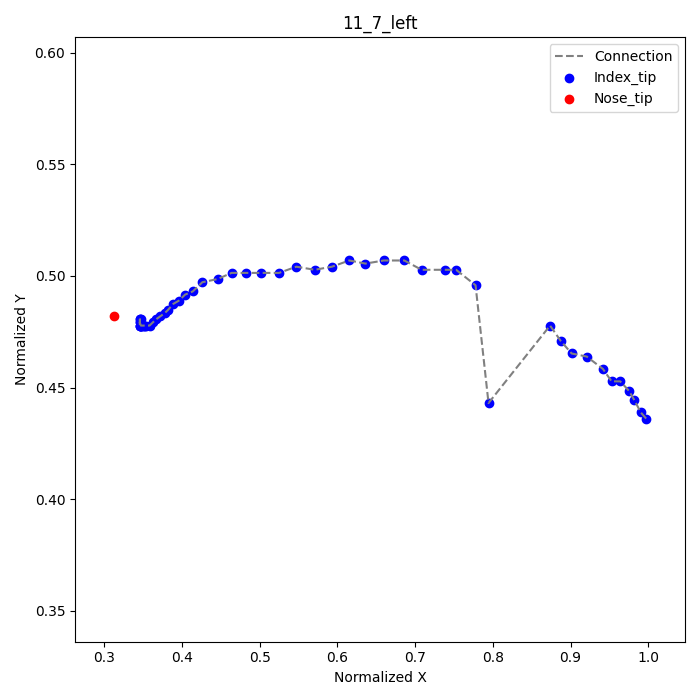 11_7_left
Connection
Index_tip
Nose_tip
0.60
0.55
0.50
0.45
0.40
0.35
Normalized Y
0.3 0.4 0.5 0.6 0.7 0.8 0.9 1.0
Normalized X